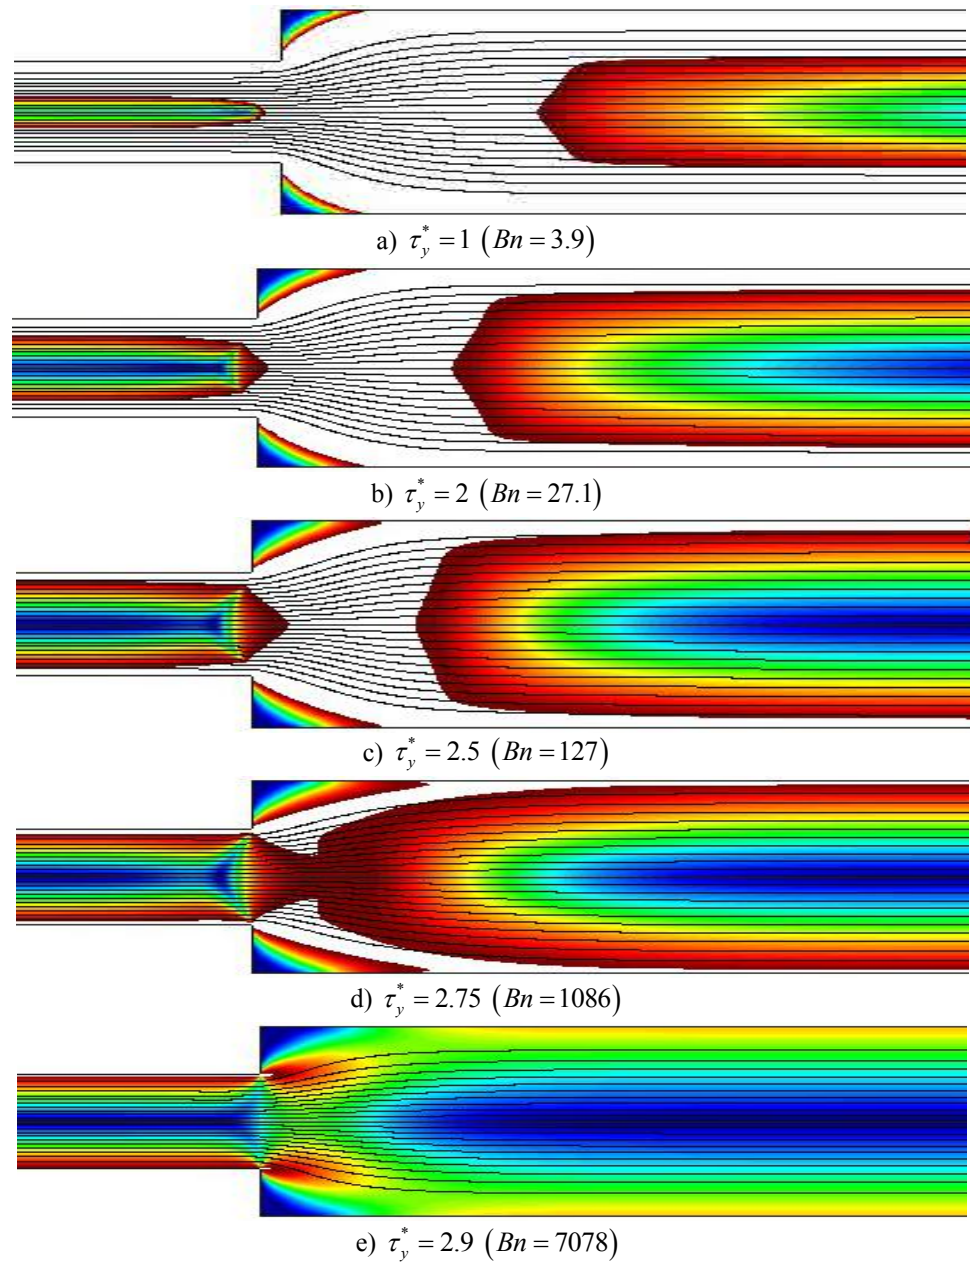 a) τ*y = 1 (Bn = 3.9)
b) τ*y = 2 (Bn = 27.1)
c) τ*y = 2.5 (Bn = 127)
d) τ*y = 2.75 (Bn = 1086)
e) τ*y = 2.9 (Bn = 7078)